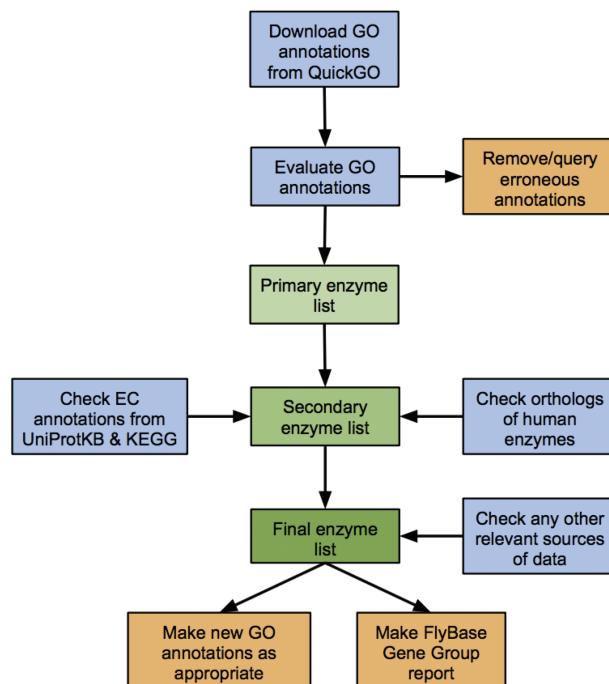 Download GO
annotations
from QuickGO
Evaluate GO
annotations
Remove/query
erroneous
annotations
Primary enzyme
list
Check EC
annotations from
UniProtKB & KEGG
Secondary
enzyme list
Check orthologs
of human
enzymes
Final enzyme
list
Check any other
relevant sources
of data
Make new GO
annotations as
appropriate
Make FlyBase
Gene Group
report